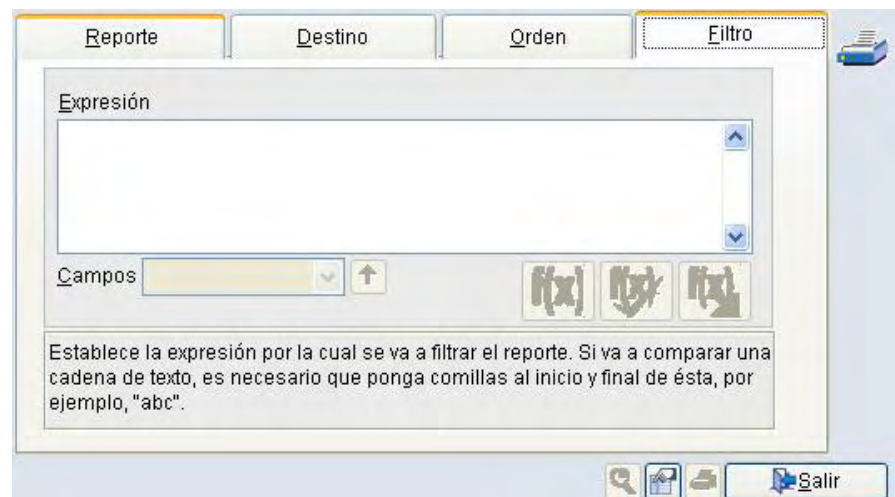 Reporte
Destino
Orden
Filtro
Expresión
Campos
f(x)
f(x)
f(x)
Establece la expresión por la cual se va a filtrar el reporte. Si va a comparar una
cadena de texto, es necesario que ponga comillas al inicio y final de ésta, por
ejemplo, "abc".
Salir